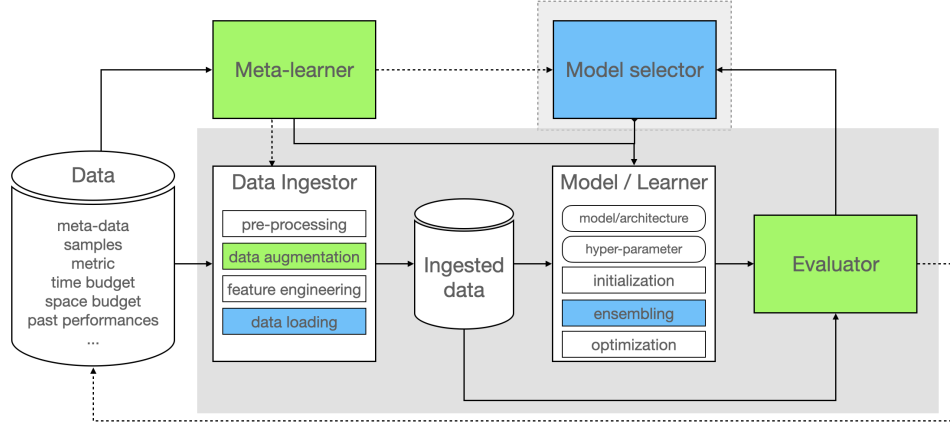 Meta-learner
Model selector
Data
meta-data
samples
metric
time budget
space budget
past performances
...
Data Ingestor
pre-processing
data augmentation
feature engineering
data loading
Ingested
data
Model / Learner
model/architecture
hyper-parameter
initialization
ensembling
optimization
Evaluator